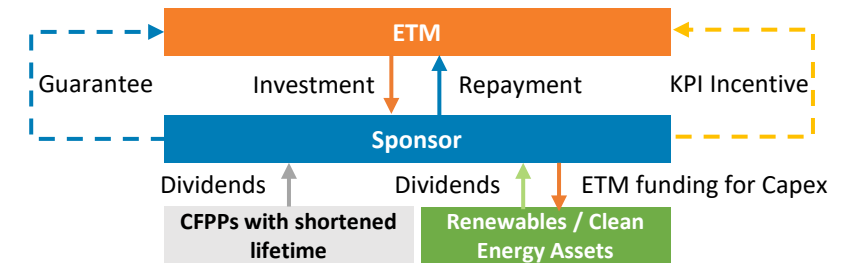 ETM
Guarantee
Investment
Repayment
KPI Incentive
Sponsor
Dividends
Dividends
ETM funding for Capex
CFPPs with shortened
lifetime
Renewables / Clean
Energy Assets